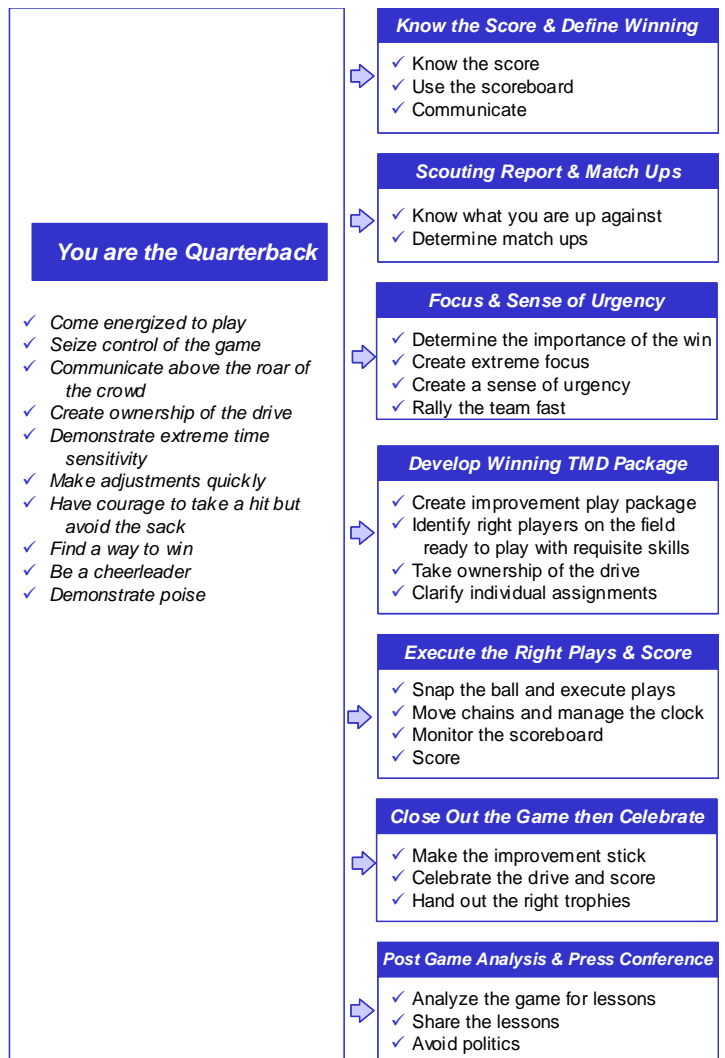 You are the Quarterback
✓ Come energized to play
✓ Seize control of the game
✓ Communicate above the roar of
the crowd
✓ Create ownership of the drive
✓ Demonstrate extreme time
sensitivity
✓ Make adjustments quickly
✓ Have courage to take a hit but
avoid the sack
✓ Find a way to win
✓ Be a cheerleader
✓ Demonstrate poise
Know the Score & Define Winning
✓ Know the score
✓ Use the scoreboard
✓ Communicate
Scouting Report & Match Ups
✓ Know what you are up against
✓ Determine match ups
Focus & Sense of Urgency
✓ Determine the importance of the win
✓ Create extreme focus
✓ Create a sense of urgency
✓ Rally the team fast
Develop Winning TMD Package
✓ Create improvement play package
✓ Identify right players on the field
ready to play with requisite skills
✓ Take ownership of the drive
✓ Clarify individual assignments
Execute the Right Plays & Score
✓ Snap the ball and execute plays
✓ Move chains and manage the clock
✓ Monitor the scoreboard
✓ Score
Close Out the Game then Celebrate
✓ Make the improvement stick
✓ Celebrate the drive and score
✓ Hand out the right trophies
Post Game Analysis & Press Conference
✓ Analyze the game for lessons
✓ Share the lessons
✓ Avoid politics